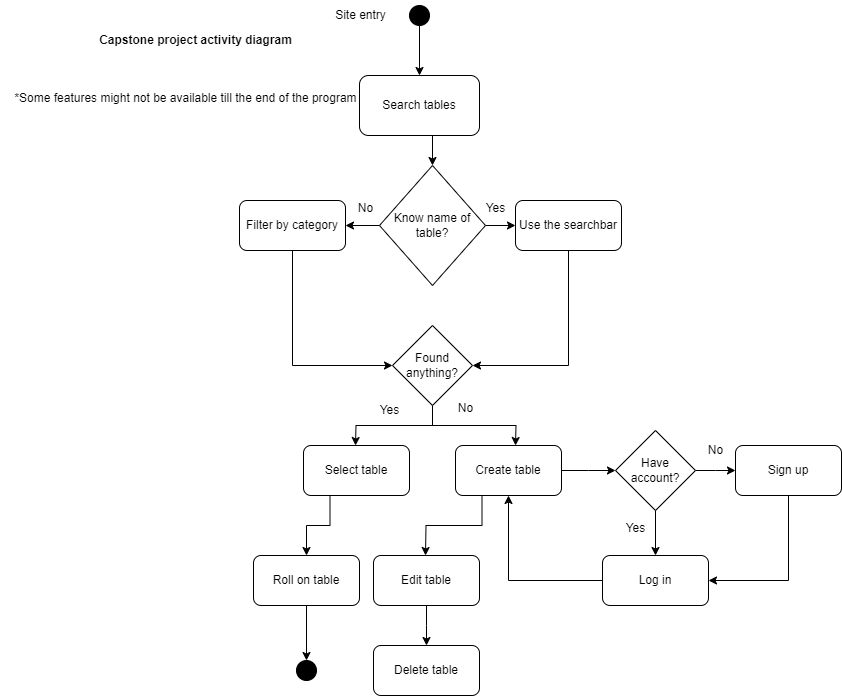 Site entry
Capstone project activity diagram
*Some features might not be available till the end of the program
Search tables
No
Yes
Filter by category
Know name of
table?
Use the searchbar
Found
anything?
Yes
No
Select table
Create table
Have
account?
No
Sign up
Yes
Roll on table
Edit table
Log in
Delete table